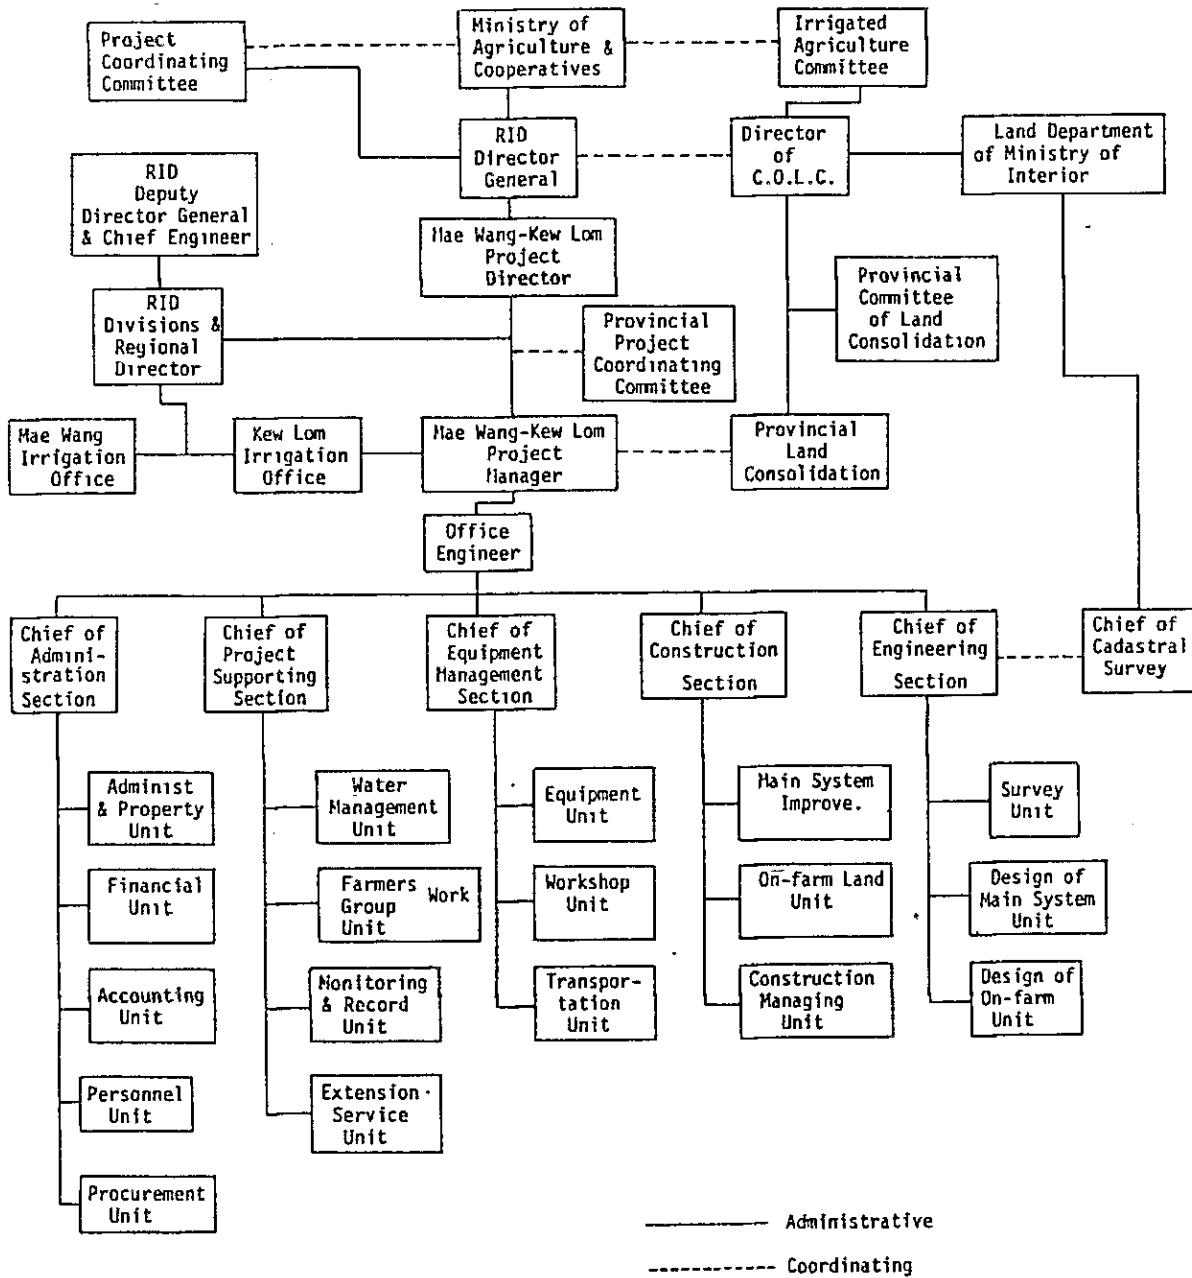 Project
Coordinating
Committee
Ministry of
Agriculture &
Cooperatives
Irrigated
Agriculture
Committee
RID
Director
General
Director
of
C.O.L.C.
Land Department
of Ministry of
Interior
RID
Deputy
Director General
& Chief Engineer
Mae Wang-Kew Lom
Project
Director
Provincial
Committee
of Land
Consolidation
RID
Divisions &
Regional
Director
Provincial
Project
Coordinating
Committee
Mae Wang
Irrigation
Office
Kew Lom
Irrigation
Office
Mae Wang-Kew Lom
Project
Manager
Provincial
Land
Consolidation
Office
Engineer
Chief of
Admini-
stration
Section
Chief of
Project
Supporting
Section
Chief of
Equipment
Management
Section
Chief of
Construction
Section
Chief of
Engineering
Section
Chief of
Cadastral
Survey
Administ
& Property
Unit
Financial
Unit
Accounting
Unit
Personnel
Unit
Procurement
Unit
Water
Management
Unit
Farmers Work
Group
Unit
Monitoring
& Record
Unit
Extension
Service
Unit
Equipment
Unit
Workshop
Unit
Transpor-
tation
Unit
Main System
Improve.
On-farm Land
Unit
Construction
Managing
Unit
Survey
Unit
Design of
Main System
Unit
Design of
On-farm
Unit
Administrative
Coordinating